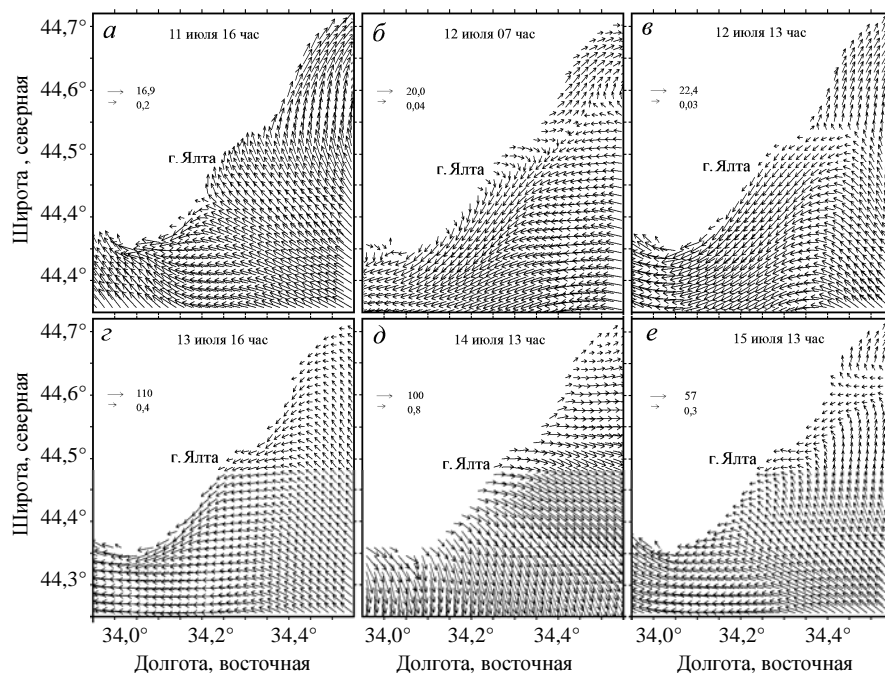 а
11 июля 16 час
16,9
0,2
г. Ялта
б
12 июля 07 час
20,0
0,04
г. Ялта
в
12 июля 13 час
22,4
0,03
г. Ялта
44,7°
44,6°
44,5°
44,4°
44,4°
Широта , северная
г
13 июля 16 час
110
0,4
г. Ялта
д
14 июля 13 час
100
0,8
г. Ялта
е
15 июля 13 час
57
0,3
г. Ялта
44,7°
44,6°
44,5°
44,4°
44,3°
Широта, северная
34,0° 34,2° 34,4°
34,0° 34,2° 34,4°
34,0° 34,2° 34,4°
Долгота, восточная
Долгота, восточная
Долгота, восточная